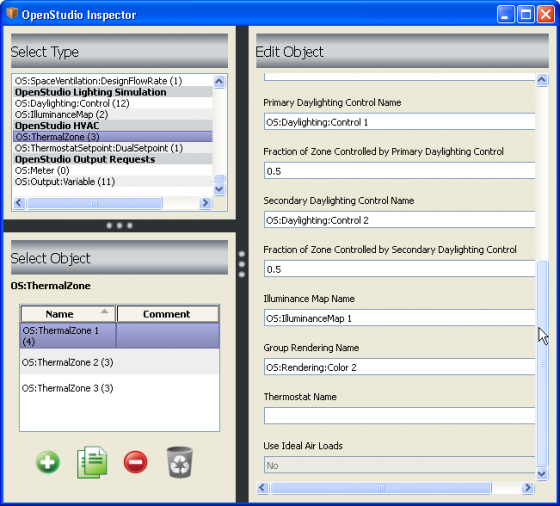 OpenStudio Inspector
Select Type
OS:SpaceVentilation:DesignFlowRate (1)
OpenStudio Lighting Simulation
OS:Daylighting:Control (12)
OS:IlluminanceMap (2)
OpenStudio HVAC
OS:ThermalZone (3)
OS:ThermostatSetpoint:DualSetpoint (1)
OpenStudio Output Requests
OS:Meter (0)
OS:Output:Variable (11)
Select Object
OS:ThermalZone
Name Comment
OS:ThermalZone 1
(4)
OS:ThermalZone 2 (3)
OS:ThermalZone 3 (3)
Edit Object
Primary Daylighting Control Name
OS:Daylighting:Control 1
Fraction of Zone Controlled by Primary Daylighting Control
0.5
Secondary Daylighting Control Name
OS:Daylighting:Control 2
Fraction of Zone Controlled by Secondary Daylighting Control
0.5
Illuminance Map Name
OS:IlluminanceMap 1
Group Rendering Name
OS:Rendering:Color 2
Thermostat Name
Use Ideal Air Loads
No